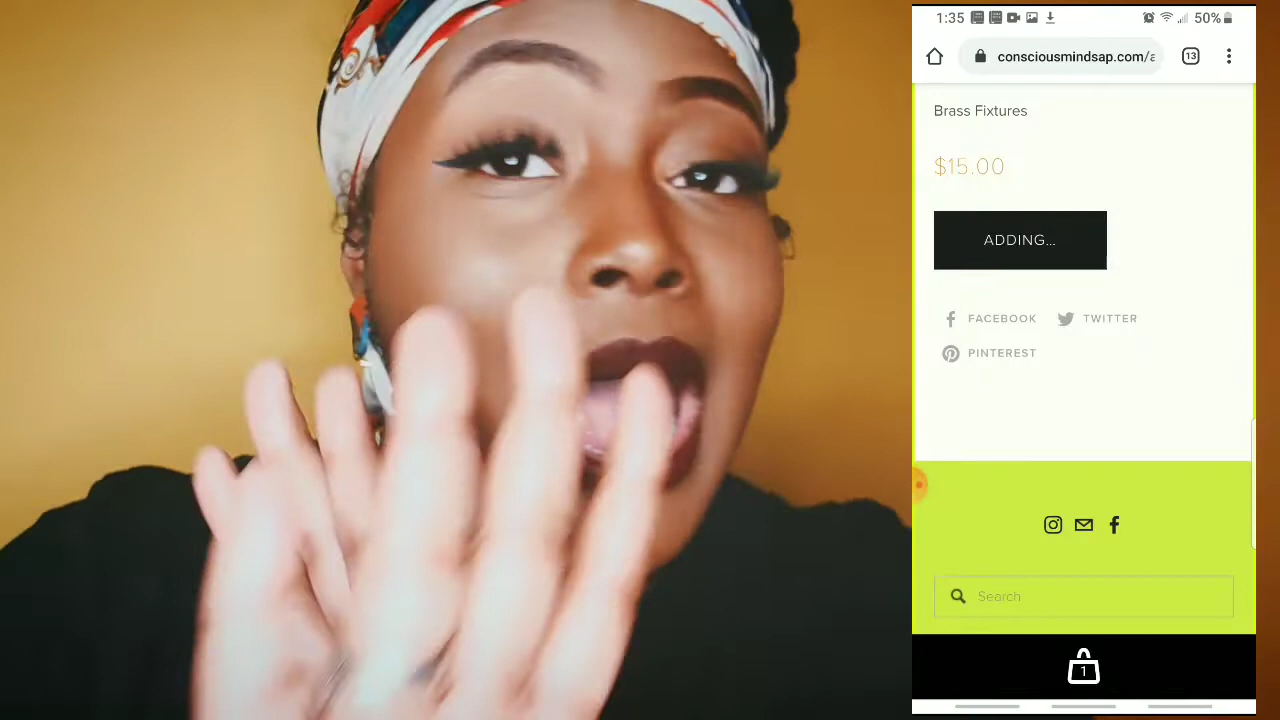 1:35
50%
consciousmindsap.com/a
13
Brass Fixtures
$15.00
ADDING...
FACEBOOK
TWITTER
PINTEREST
Search
1